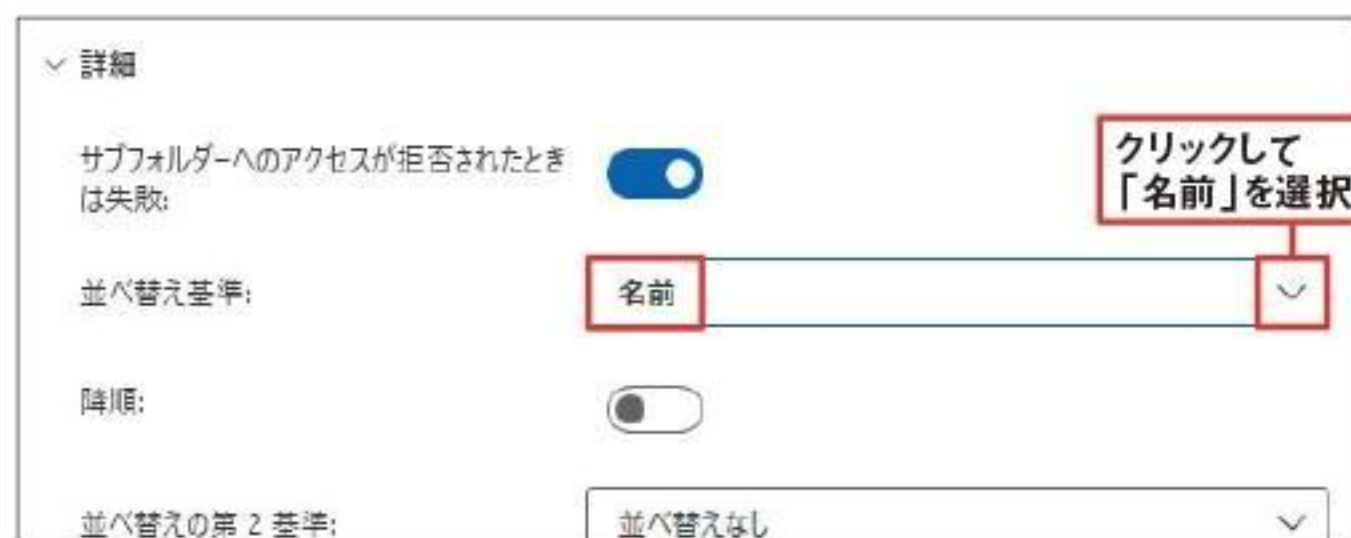 詳細
サブフォルダーへのアクセスが拒否されたとき
は失敗:
クリックして
「名前」を選択
並べ替え基準:
名前
降順:
並べ替えの第 2 基準:
並べ替えなし